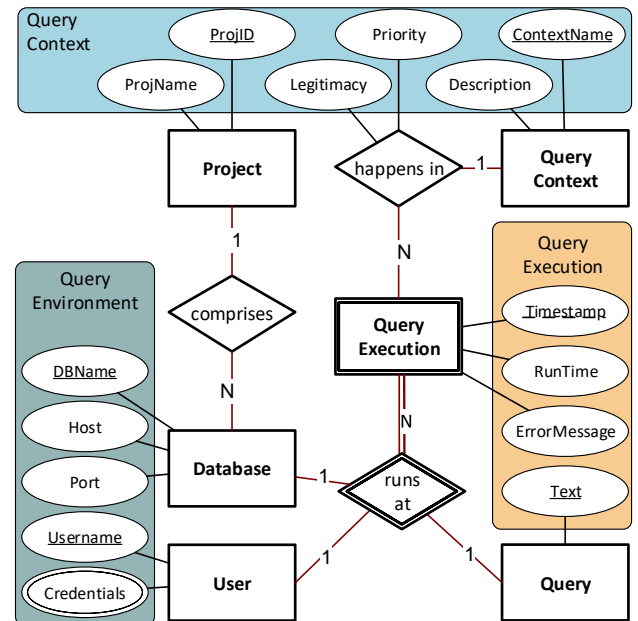 Query
Context
ProjID
Priority
ContextName
ProjName
Legitimacy
Description
Project
happens in
1
Query
Context
1
N
Query
Execution
Query
Environment
comprises
Timestamp
Query
Execution
RunTime
DBName
N
N
ErrorMessage
Host
Database
1
runs
at
Port
Text
Username
1
1
User
Query
Credentials